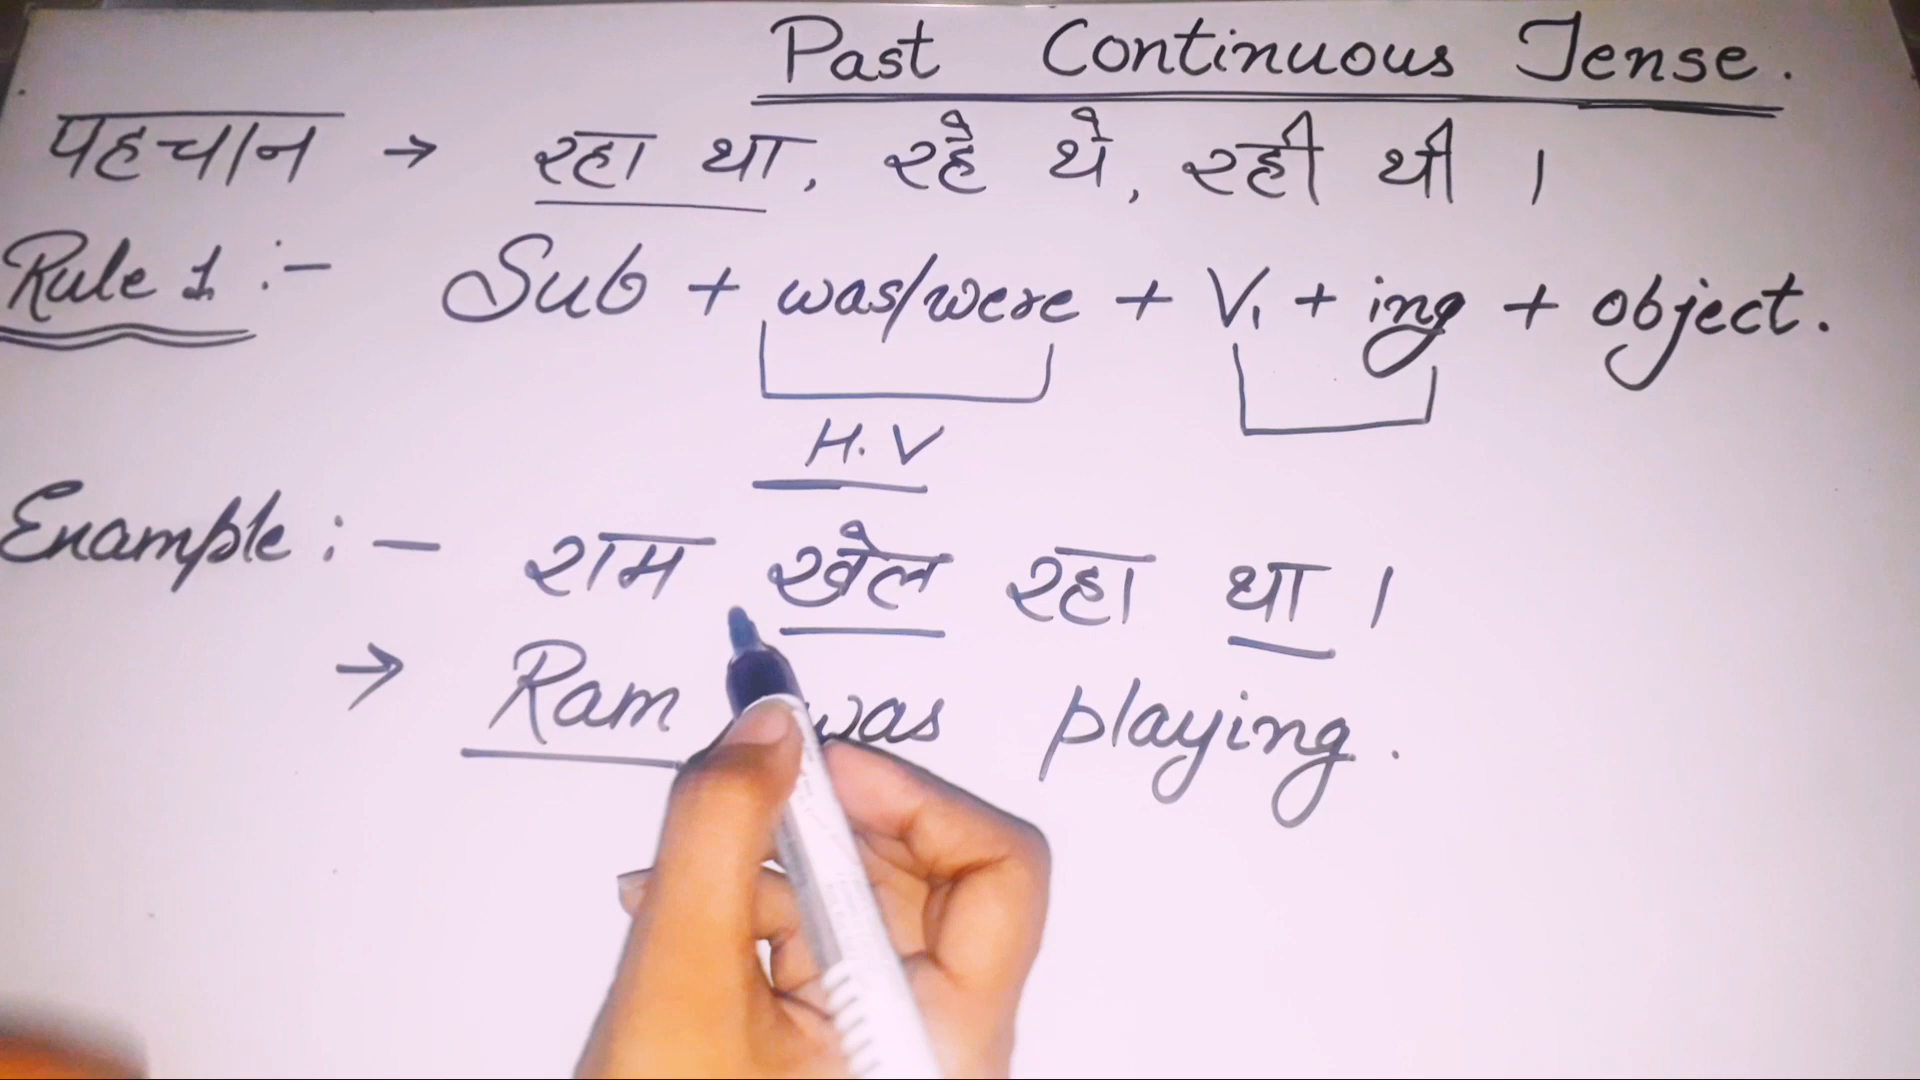 Past Continuous Tense.
पहचान → रहा था, रहे थे, रही थी ।
Rule 1 :- Sub + was/were + V₁ + ing + object.
H.V
Example :- राम खेल रहा था ।
→ Ram was playing.